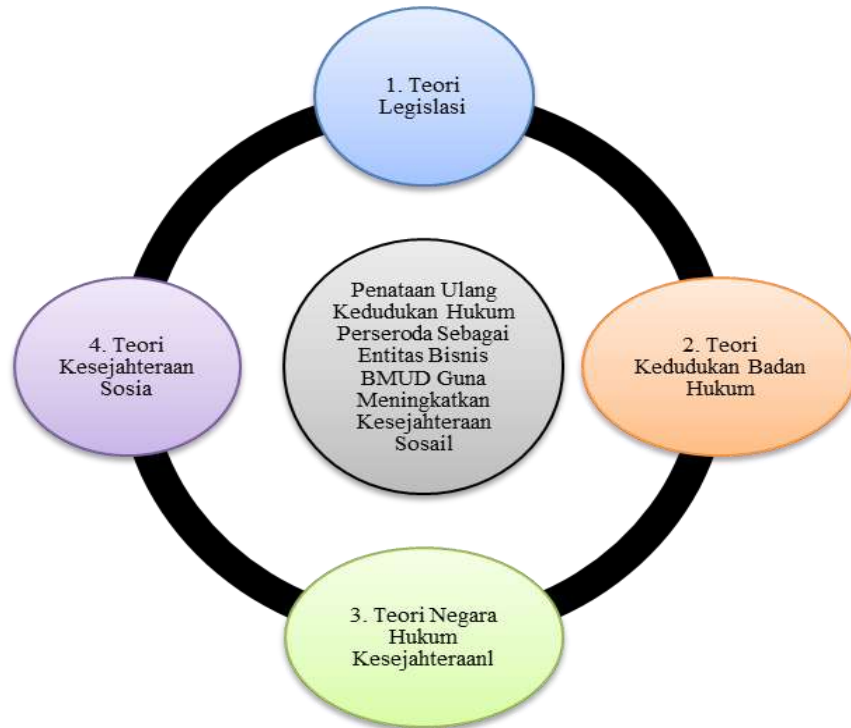 1. Teori
Legislasi
Penataan Ulang
Kedudukan Hukum
Perseroda Sebagai
Entitas Bisnis
BMUD Guna
Meningkatkan
Kesejahteraan
Sosail
2. Teori
Kedudukan Badan
Hukum
3. Teori Negara
Hukum
Kesejahteraanl
4. Teori
Kesejahteraan
Sosia